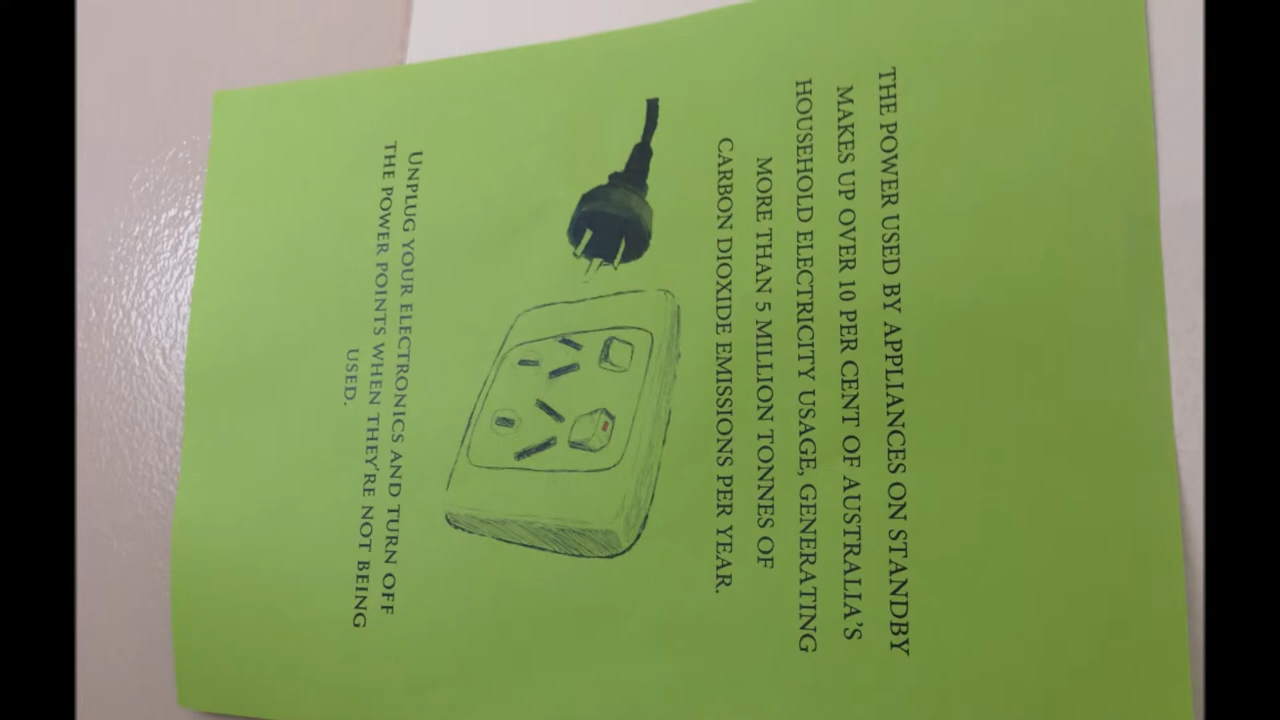 THE POWER USED BY APPLIANCES ON STANDBY
MAKES UP OVER 10 PER CENT OF AUSTRALIA'S
HOUSEHOLD ELECTRICITY USAGE, GENERATING
MORE THAN 5 MILLION TONNES OF
CARBON DIOXIDE EMISSIONS PER YEAR.
UNPLUG YOUR ELECTRONICS AND TURN OFF
THE POWER POINTS WHEN THEY'RE NOT BEING
USED.